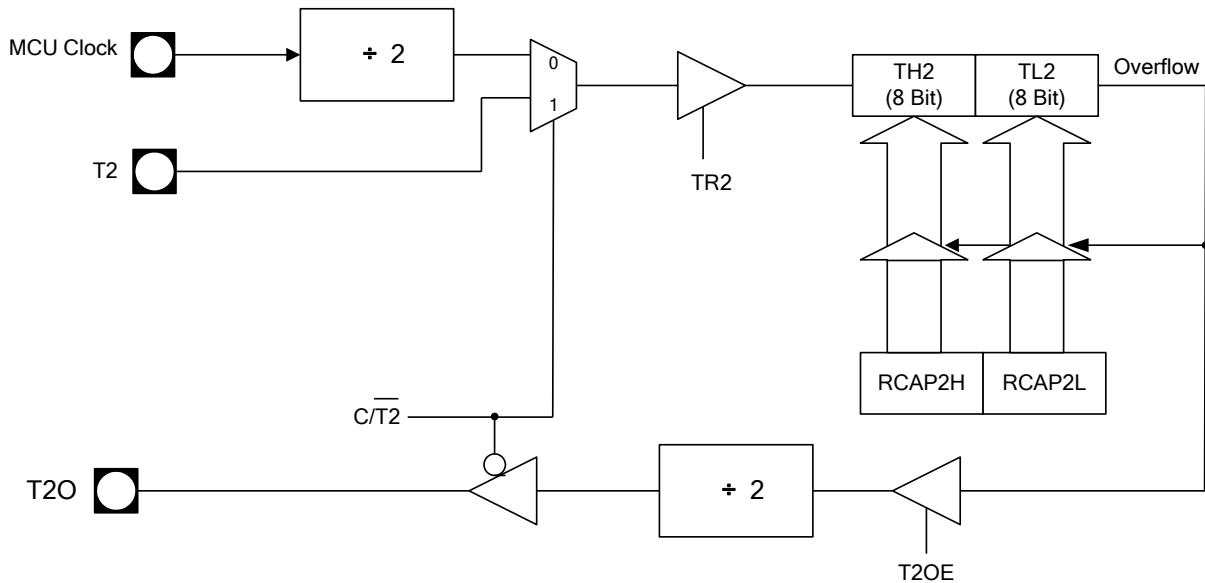 MCU Clock
÷ 2
0
1
T2
TR2
TH2
(8 Bit)
TL2
(8 Bit)
Overflow
RCAP2H
RCAP2L
C/T̅2̅
T2O
÷ 2
T2OE